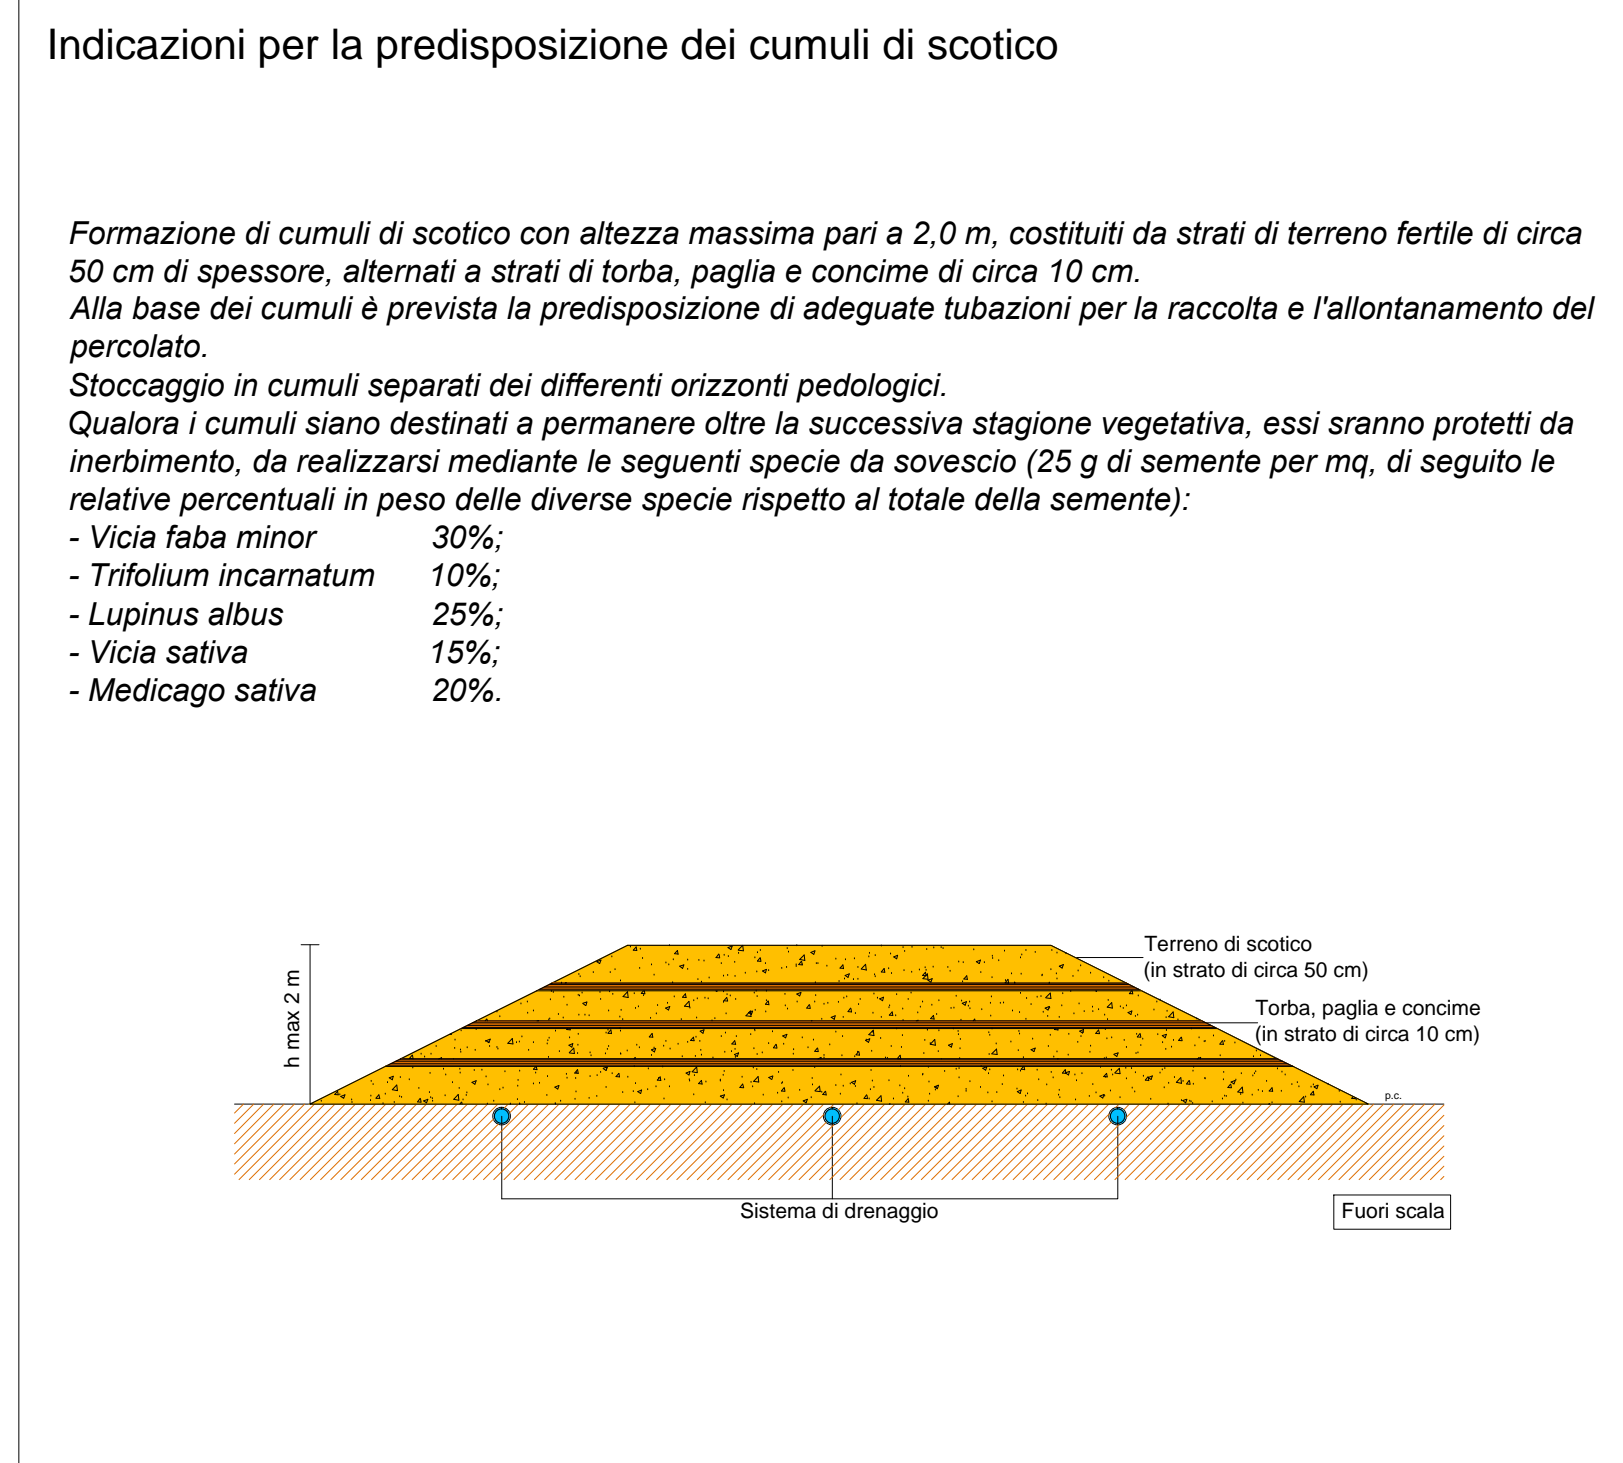 Indicazioni per la predisposizione dei cumuli di scotico
Formazione di cumuli di scotico con altezza massima pari a 2,0 m, costituiti da strati di terreno fertile di circa
50 cm di spessore, alternati a strati di torba, paglia e concime di circa 10 cm.
Alla base dei cumuli è prevista la predisposizione di adeguate tubazioni per la raccolta e l'allontanamento del
percolato.
Stoccaggio in cumuli separati dei differenti orizzonti pedologici.
Qualora i cumuli siano destinati a permanere oltre la successiva stagione vegetativa, essi sranno protetti da
inerbimento, da realizzarsi mediante le seguenti specie da sovescio (25 g di semente per mq, di seguito le
relative percentuali in peso delle diverse specie rispetto al totale della semente):
- Vicia faba minor 30%;
- Trifolium incarnatum 10%;
- Lupinus albus 25%;
- Vicia sativa 15%;
- Medicago sativa 20%.
h max 2 m
Terreno di scotico
(in strato di circa 50 cm)
Torba, paglia e concime
(in strato di circa 10 cm)
p.c.
Sistema di drenaggio
Fuori scala